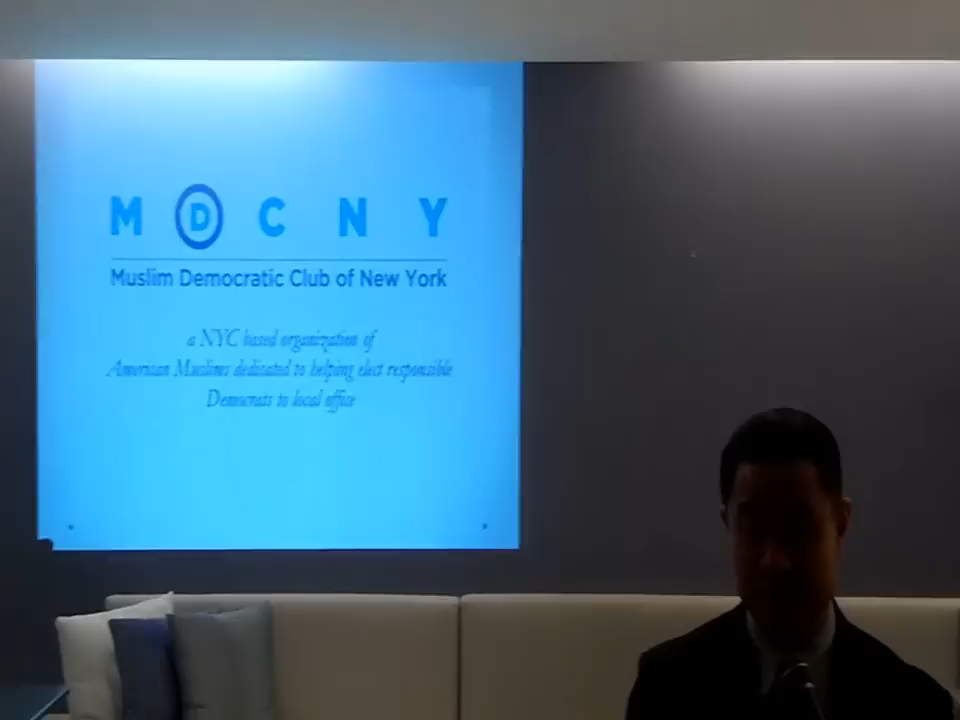 M D C N Y
Muslim Democratic Club of New York
a NYC based organization of
American Muslims dedicated to helping elect responsible
Democrats to local office